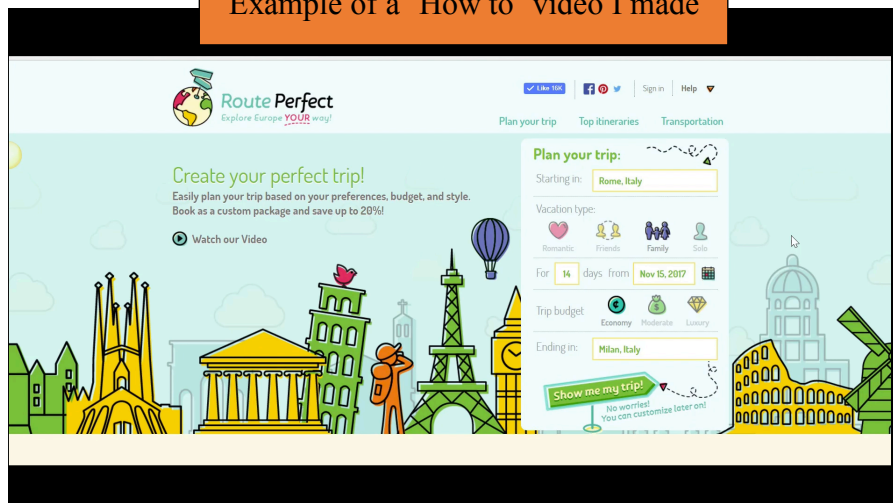 Example of a "How to" video I made
Route Perfect
Explore Europe YOUR way!
Like 16K
Sign in
Help
Plan your trip
Top itineraries
Transportation
Create your perfect trip!
Easily plan your trip based on your preferences, budget, and style.
Book as a custom package and save up to 20%!
Watch our Video
Plan your trip:
Starting in: Rome, Italy
Vacation type:
Romantic Friends Family Solo
For 14 days from Nov 15, 2017
Trip budget
Economy Moderate Luxury
Ending in: Milan, Italy
Show me my trip!
No worries!
You can customize later on!